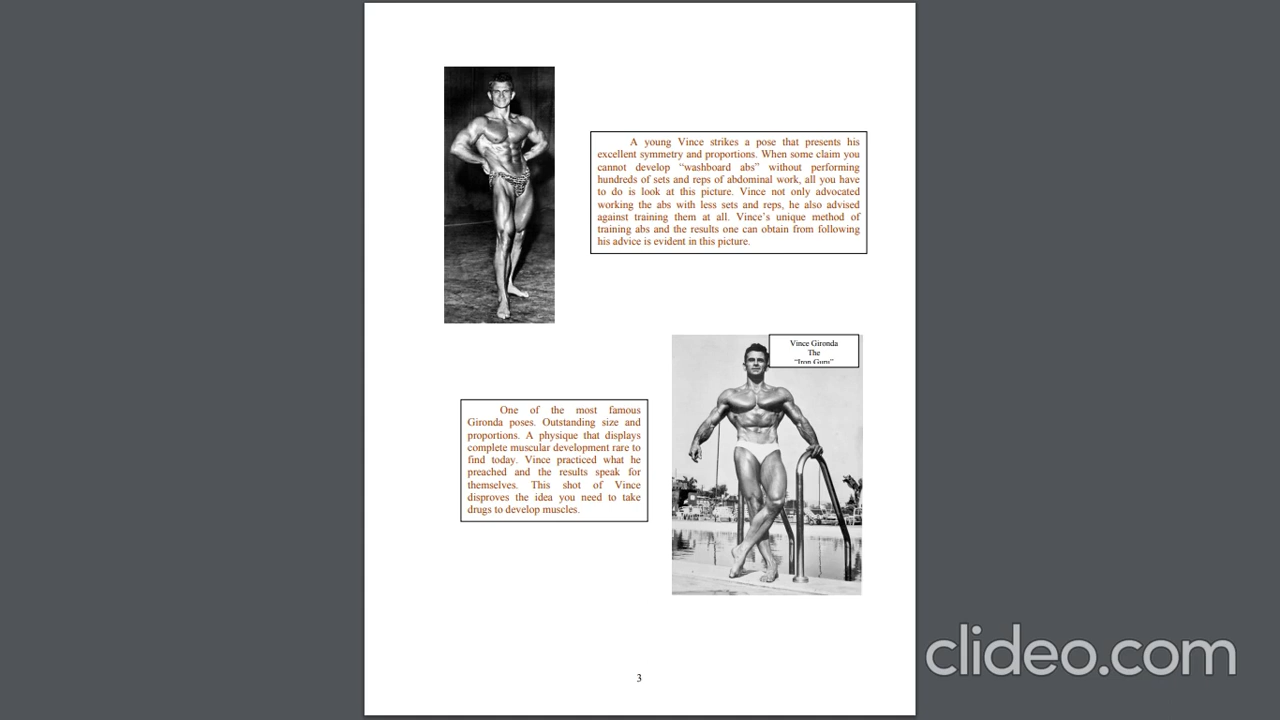 A young Vince strikes a pose that presents his
excellent symmetry and proportions. When some claim you
cannot develop “washboard abs” without performing
hundreds of sets and reps of abdominal work, all you have
to do is look at this picture. Vince not only advocated
working the abs with less sets and reps, he also advised
against training them at all. Vince’s unique method of
training abs and the results one can obtain from following
his advice is evident in this picture.
Vince Gironda
The
“Iron Guru”
One of the most famous
Gironda poses. Outstanding size and
proportions. A physique that displays
complete muscular development rare to
find today. Vince practiced what he
preached and the results speak for
themselves. This shot of Vince
disproves the idea you need to take
drugs to develop muscles.
3
clideo.com